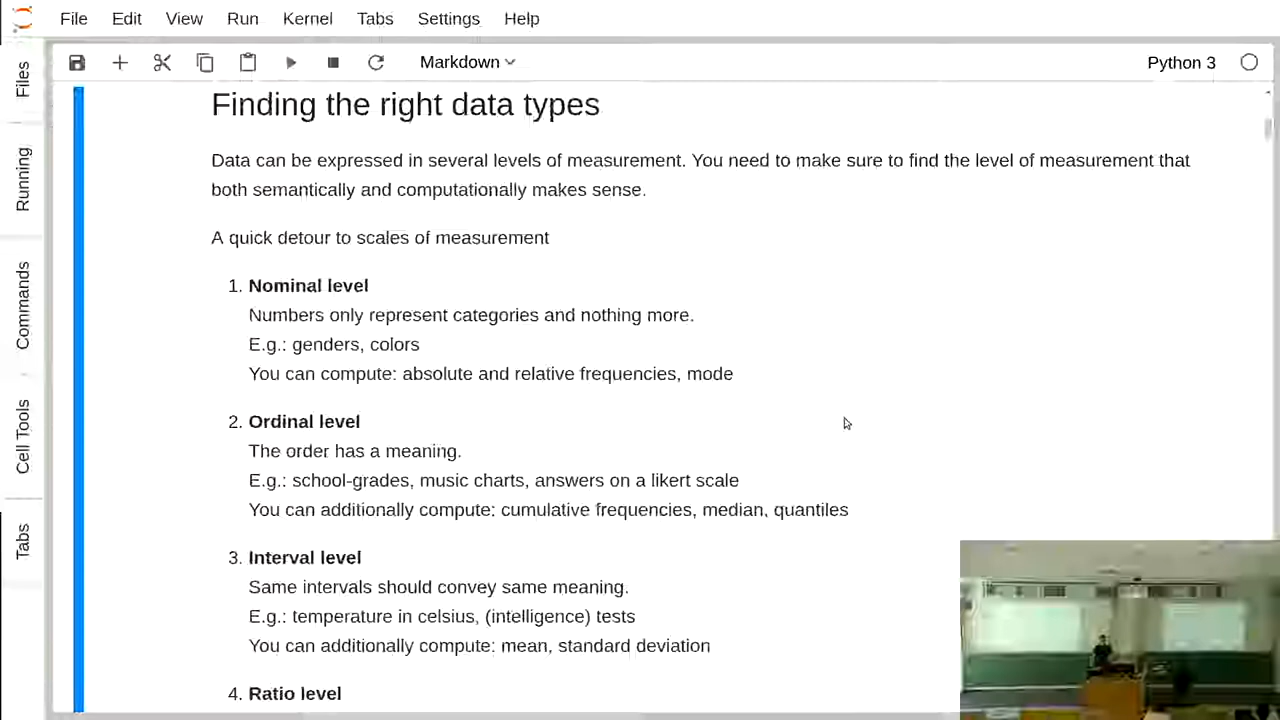 File Edit View Run Kernel Tabs Settings Help
Markdown
Python 3
Files
Running
Commands
Cell Tools
Tabs
Finding the right data types
Data can be expressed in several levels of measurement. You need to make sure to find the level of measurement that
both semantically and computationally makes sense.
A quick detour to scales of measurement
1. Nominal level
Numbers only represent categories and nothing more.
E.g.: genders, colors
You can compute: absolute and relative frequencies, mode
2. Ordinal level
The order has a meaning.
E.g.: school-grades, music charts, answers on a likert scale
You can additionally compute: cumulative frequencies, median, quantiles
3. Interval level
Same intervals should convey same meaning.
E.g.: temperature in celsius, (intelligence) tests
You can additionally compute: mean, standard deviation
4. Ratio level